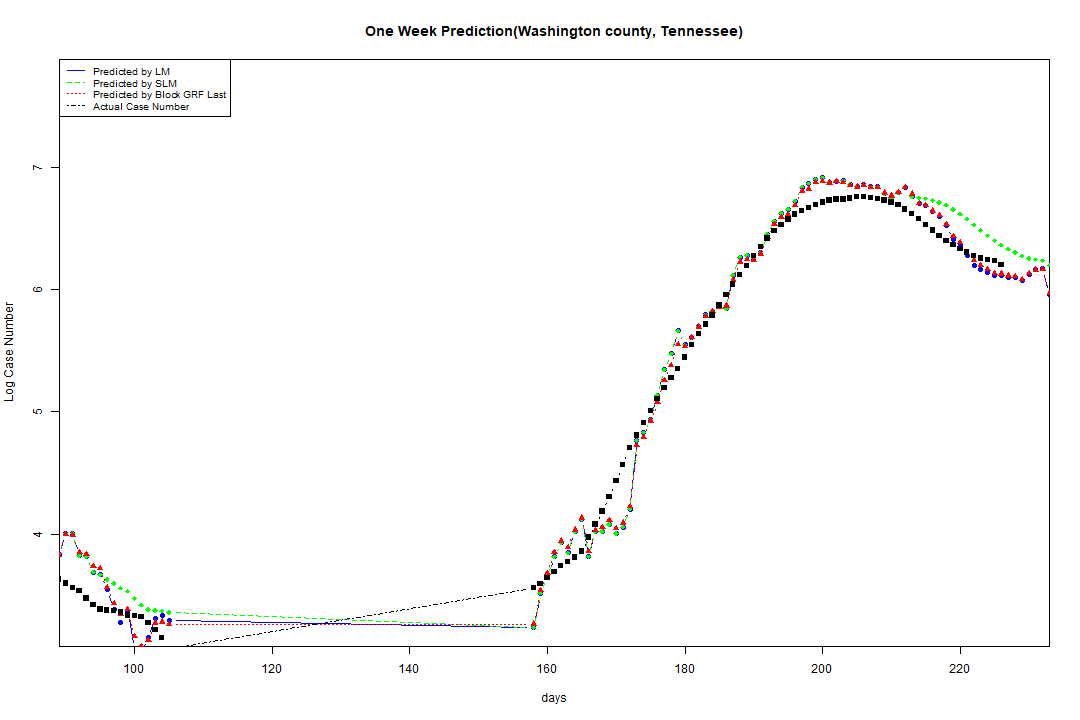 One Week Prediction(Washington county, Tennessee)
Predicted by LM
Predicted by SLM
Predicted by Block GRF Last
Actual Case Number
7
6
5
4
Log Case Number
100 120 140 160 180 200 220
days